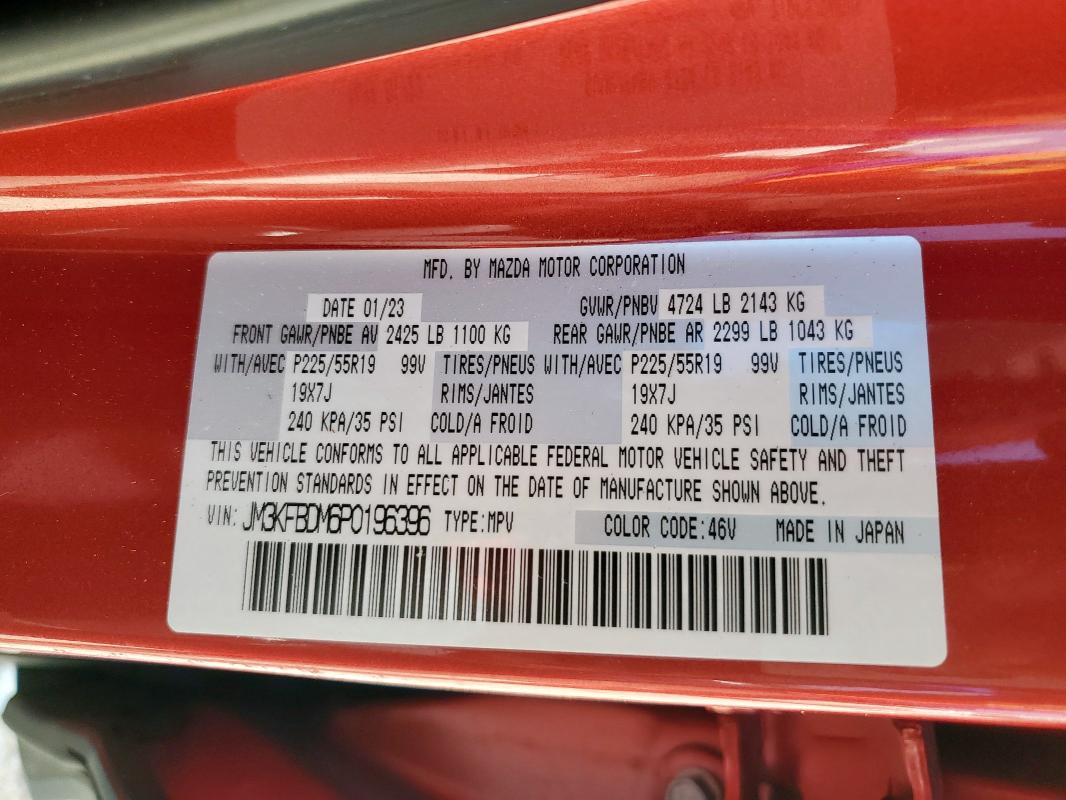 MFD. BY MAZDA MOTOR CORPORATION
DATE 01/23 GVWR/PNBV 4724 LB 2143 KG
FRONT GAWR/PNBE AV 2425 LB 1100 KG REAR GAWR/PNBE AR 2299 LB 1043 KG
WITH/AVEC P225/55R19 99V TIRES/PNEUS WITH/AVEC P225/55R19 99V TIRES/PNEUS
19X7J RIMS/JANTES 19X7J RIMS/JANTES
240 KPA/35 PSI COLD/A FROID 240 KPA/35 PSI COLD/A FROID
THIS VEHICLE CONFORMS TO ALL APPLICABLE FEDERAL MOTOR VEHICLE SAFETY AND THEFT
PREVENTION STANDARDS IN EFFECT ON THE DATE OF MANUFACTURE SHOWN ABOVE.
VIN: JM3KFBDM6P0196396 TYPE:MPV COLOR CODE:46V MADE IN JAPAN